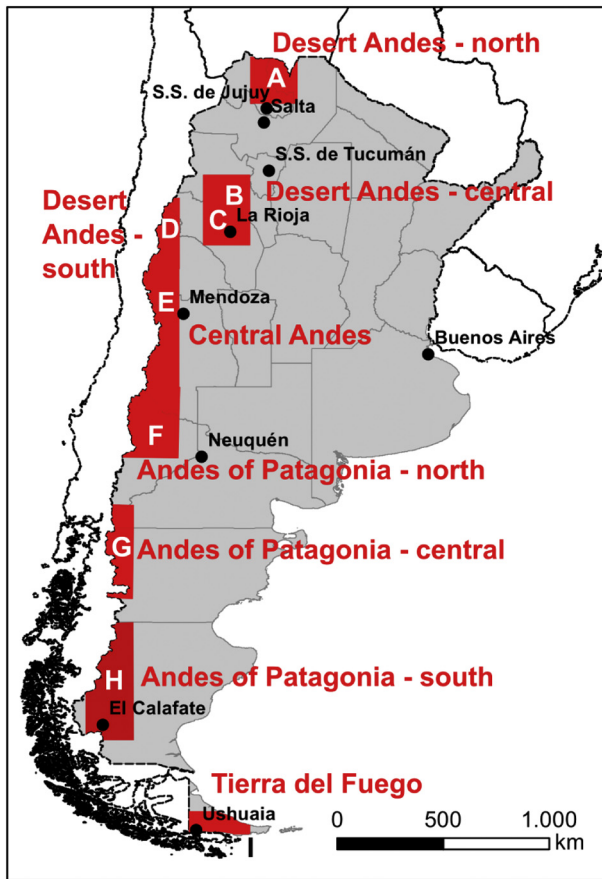 Desert Andes - north
A
S.S. de Jujuy
Salta
S.S. de Tucumán
Desert
Andes -
south
B
Desert Andes - central
D
C
La Rioja
E
Mendoza
Central Andes
Buenos Aires
F
Neuquén
Andes of Patagonia - north
G
Andes of Patagonia - central
H
Andes of Patagonia - south
El Calafate
Tierra del Fuego
Ushuaia
I
0 500 1.000
km